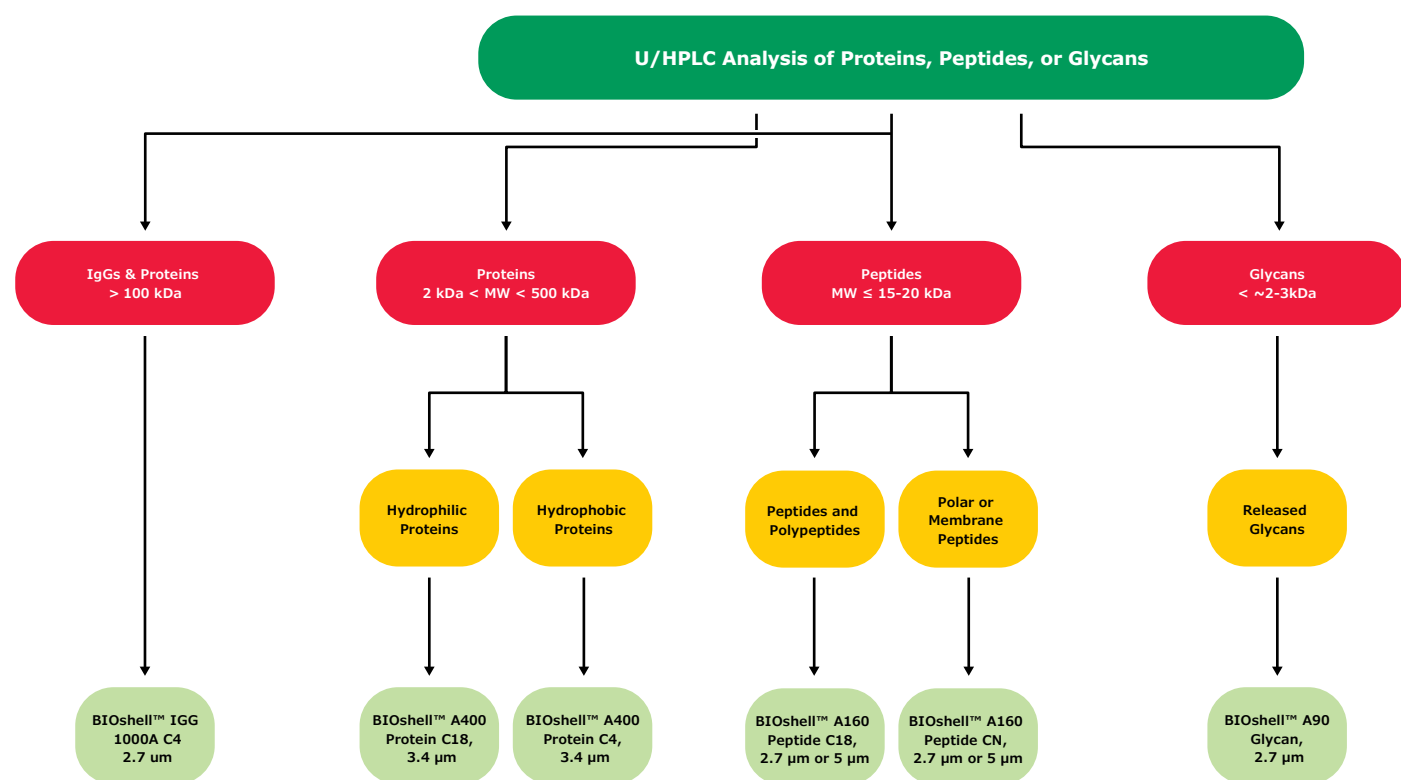 U/HPLC Analysis of Proteins, Peptides, or Glycans
IgGs & Proteins
> 100 kDa
Proteins
2 kDa < MW < 500 kDa
Peptides
MW ≤ 15-20 kDa
Glycans
< ~2-3kDa
Hydrophilic
Proteins
Hydrophobic
Proteins
Peptides and
Polypeptides
Polar or
Membrane
Peptides
Released
Glycans
BIOshell™ IGG
1000A C4
2.7 um
BIOshell™ A400
Protein C18,
3.4 µm
BIOshell™ A400
Protein C4,
3.4 µm
BIOshell™ A160
Peptide C18,
2.7 µm or 5 µm
BIOshell™ A160
Peptide CN,
2.7 µm or 5 µm
BIOshell™ A90
Glycan,
2.7 µm